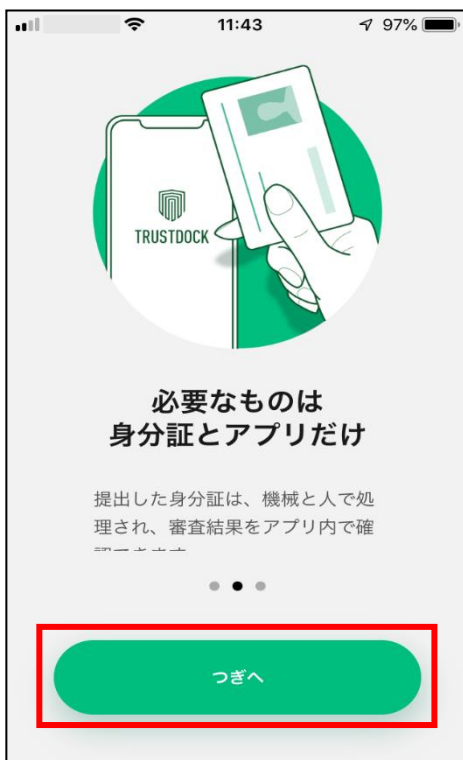 11:43
97%
TRUSTDOCK
必要なものは
身分証とアプリだけ
提出した身分証は、機械と人で処
理され、審査結果をアプリ内で確
つぎへ